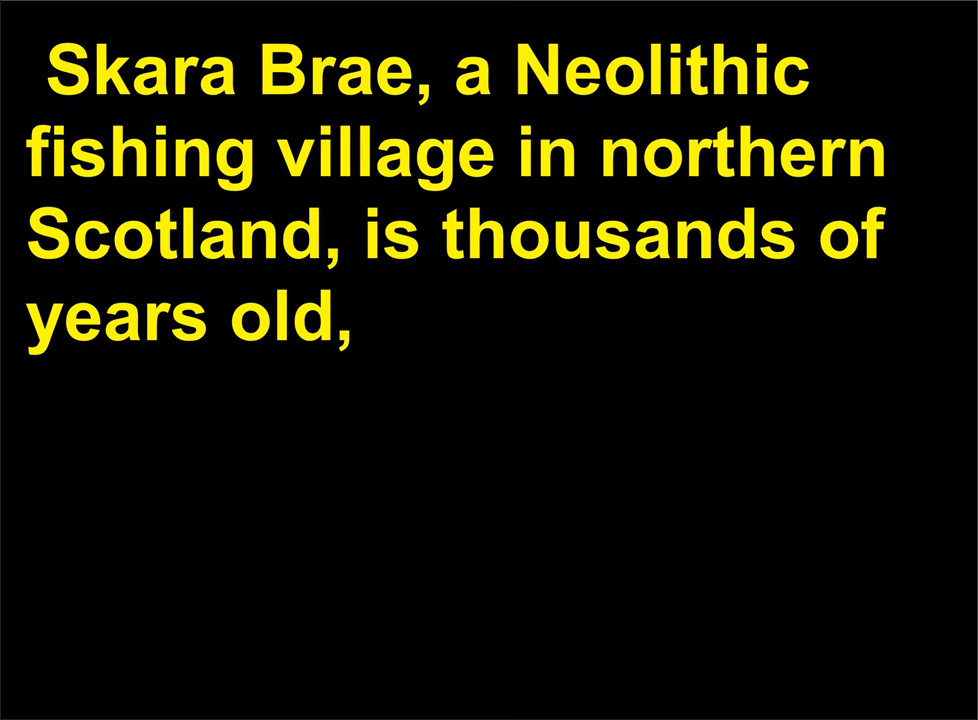 Skara Brae, a Neolithic
fishing village in northern
Scotland, is thousands of
years old,